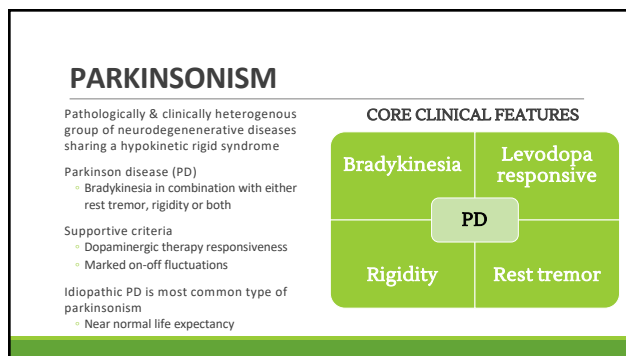 PARKINSONISM
Pathologically & clinically heterogenous
group of neurodegenenerative diseases
sharing a hypokinetic rigid syndrome
Parkinson disease (PD)
◦ Bradykinesia in combination with either
rest tremor, rigidity or both
Supportive criteria
◦ Dopaminergic therapy responsiveness
◦ Marked on-off fluctuations
Idiopathic PD is most common type of
parkinsonism
◦ Near normal life expectancy
CORE CLINICAL FEATURES
Bradykinesia
Levodopa
responsive
PD
Rigidity
Rest tremor